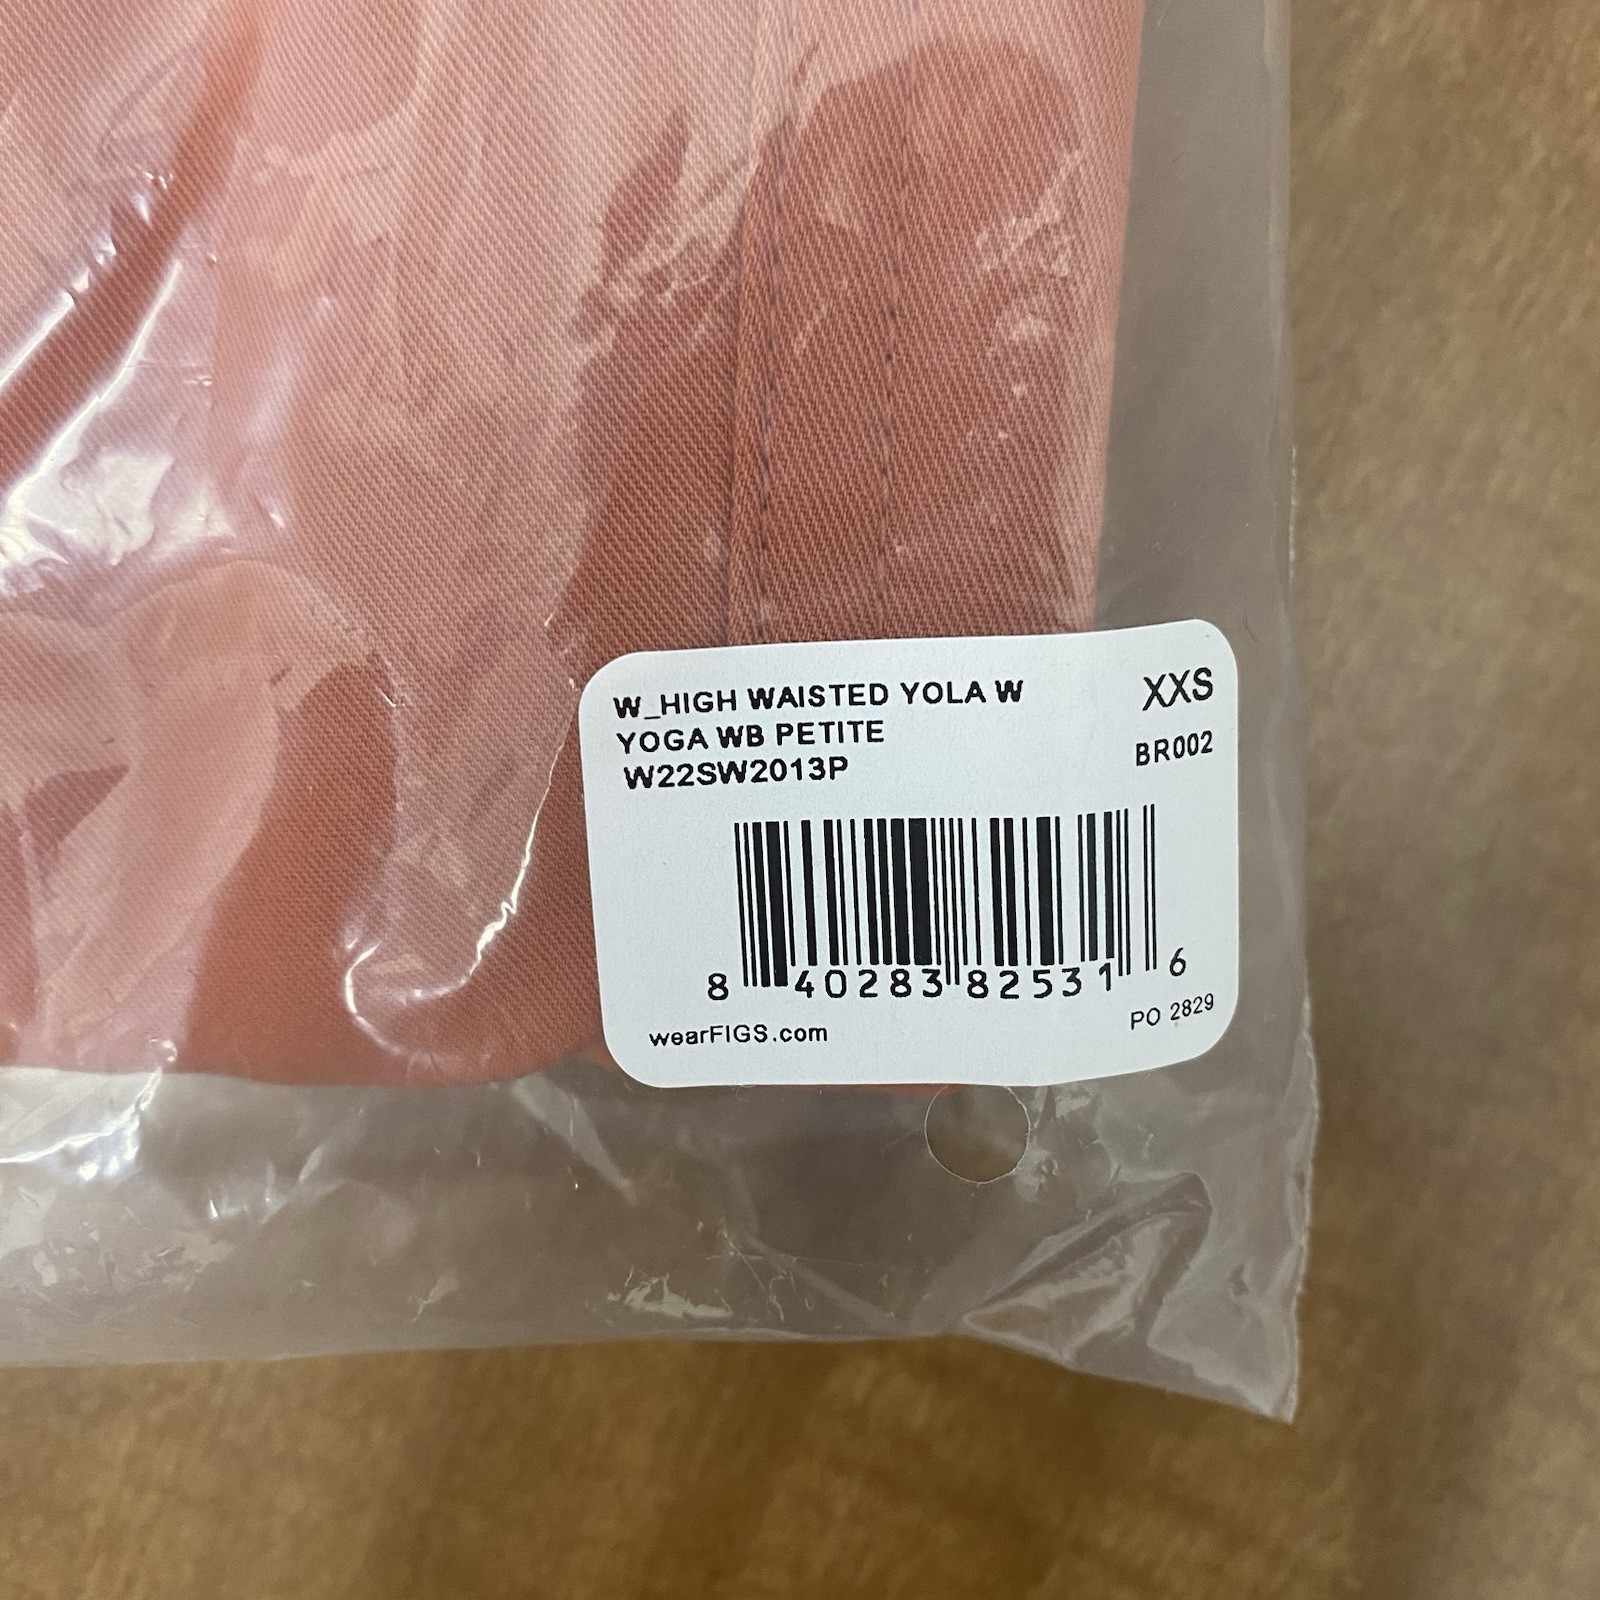 W_HIGH WAISTED YOLA W
YOGA WB PETITE
W22SW2013P
XXS
BR002
8 40283 82531 6
wearFIGS.com
PO 2829